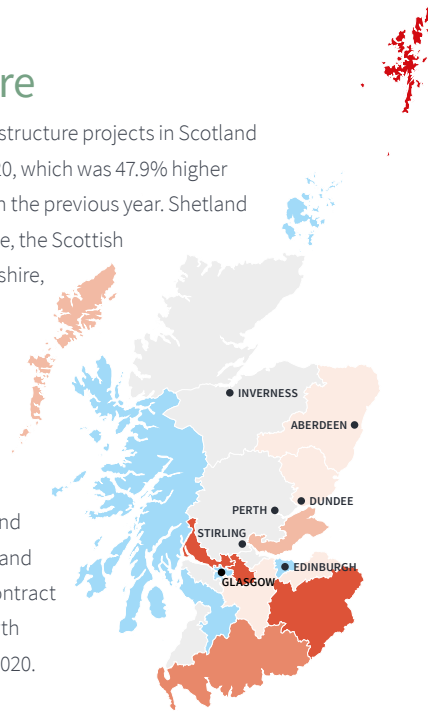 re
structure projects in Scotland
20, which was 47.9% higher
n the previous year. Shetland
e, the Scottish
shire,
INVERNESS
ABERDEEN
DUNDEE
PERTH
STIRLING
EDINBURGH
GLASGOW
nd
and
ontract
th
2020.